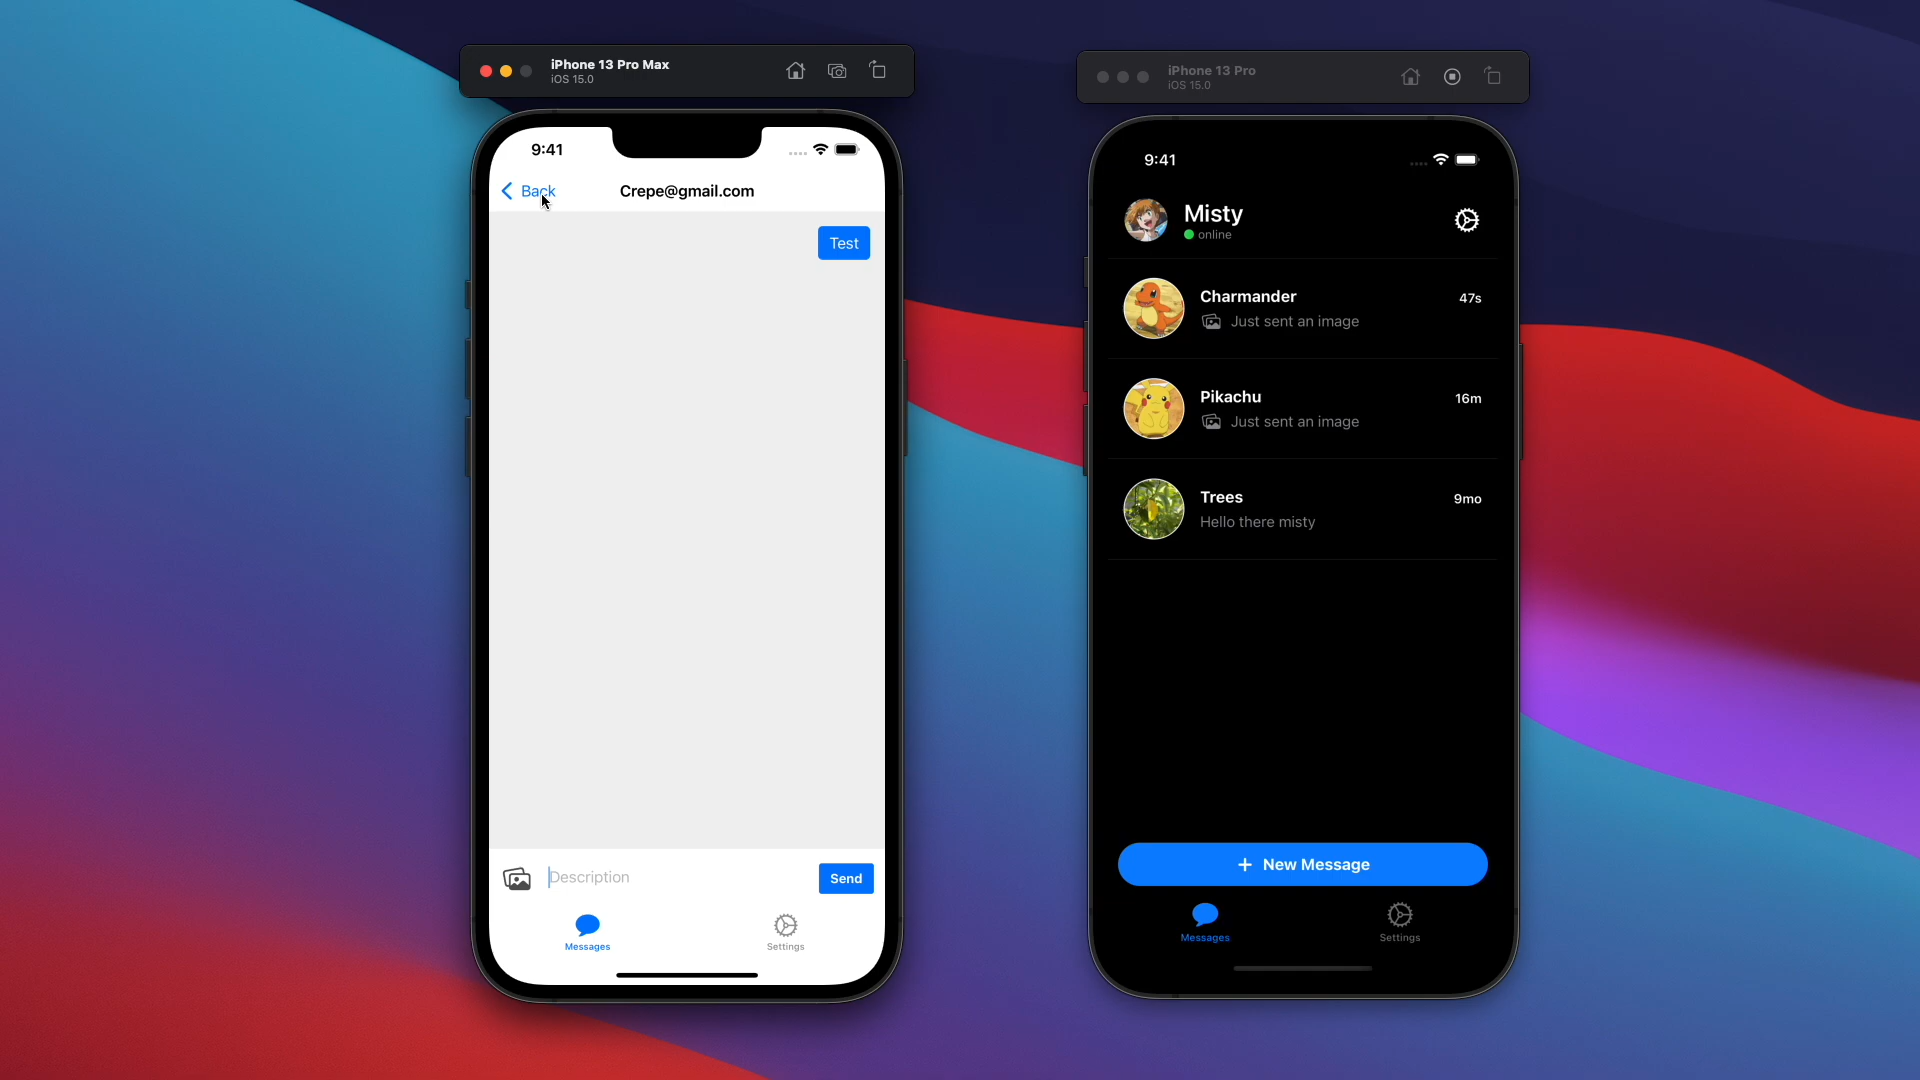 iPhone 13 Pro Max
iOS 15.0
9:41
Back
Crepe@gmail.com
Test
Description
Send
Messages
Settings
iPhone 13 Pro
iOS 15.0
9:41
Misty
online
Charmander
47s
Just sent an image
Pikachu
16m
Just sent an image
Trees
9mo
Hello there misty
+ New Message
Messages
Settings